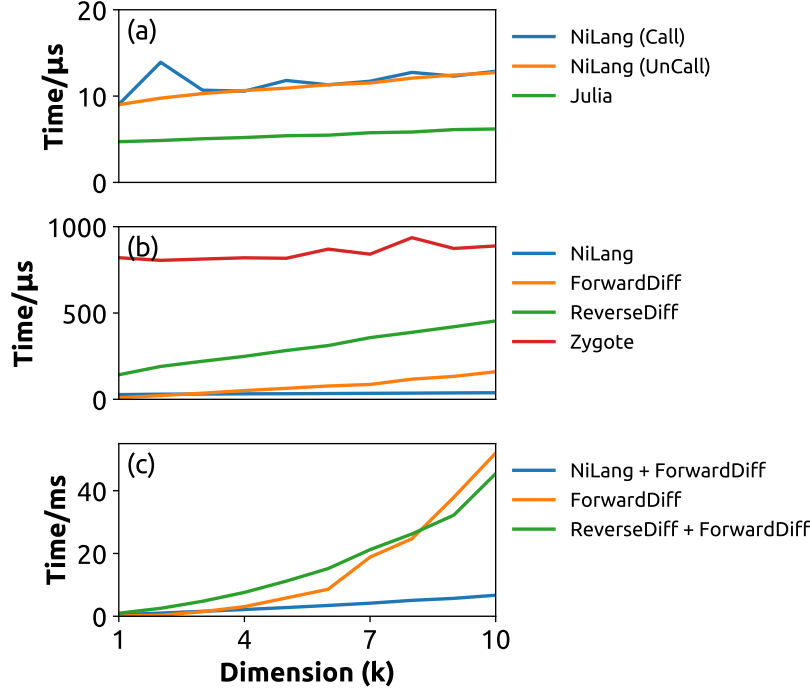 (a)
20
10
0
Time/µs
NiLang (Call)
NiLang (UnCall)
Julia
(b)
1000
500
0
Time/µs
NiLang
ForwardDiff
ReverseDiff
Zygote
(c)
40
20
0
Time/ms
NiLang + ForwardDiff
ForwardDiff
ReverseDiff + ForwardDiff
1 4 7 10
Dimension (k)